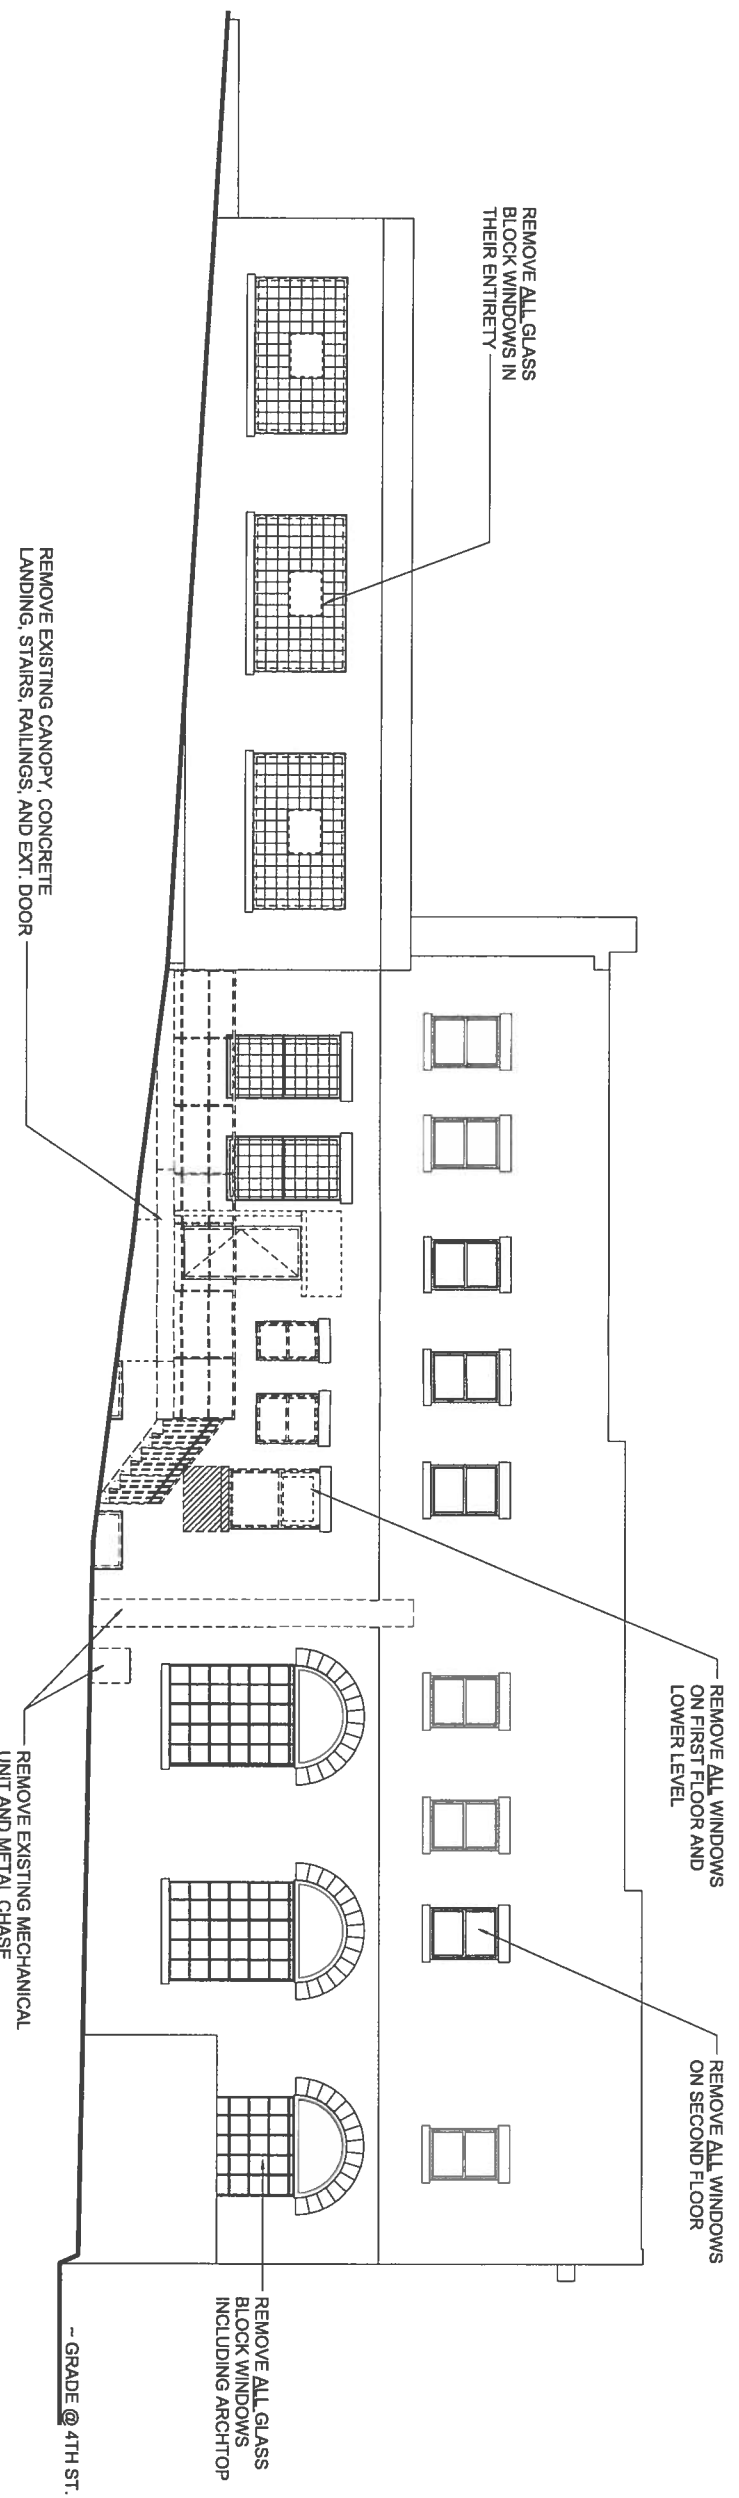 REMOVE ALL GLASS
BLOCK WINDOWS IN
THEIR ENTIRETY
REMOVE EXISTING CANOPY, CONCRETE
LANDING, STAIRS, RAILINGS, AND EXT. DOOR
REMOVE ALL WINDOWS
ON FIRST FLOOR AND
LOWER LEVEL
REMOVE EXISTING MECHANICAL
UNIT AND METAL CHASE
REMOVE ALL WINDOWS
ON SECOND FLOOR
REMOVE ALL GLASS
BLOCK WINDOWS
INCLUDING ARCHTOP
~ GRADE @ 4TH ST.